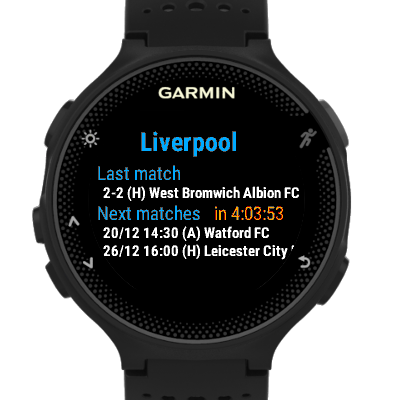 GARMIN
Liverpool
Last match
2-2 (H) West Bromwich Albion FC
Next matches in 4:03:53
20/12 14:30 (A) Watford FC
26/12 16:00 (H) Leicester City